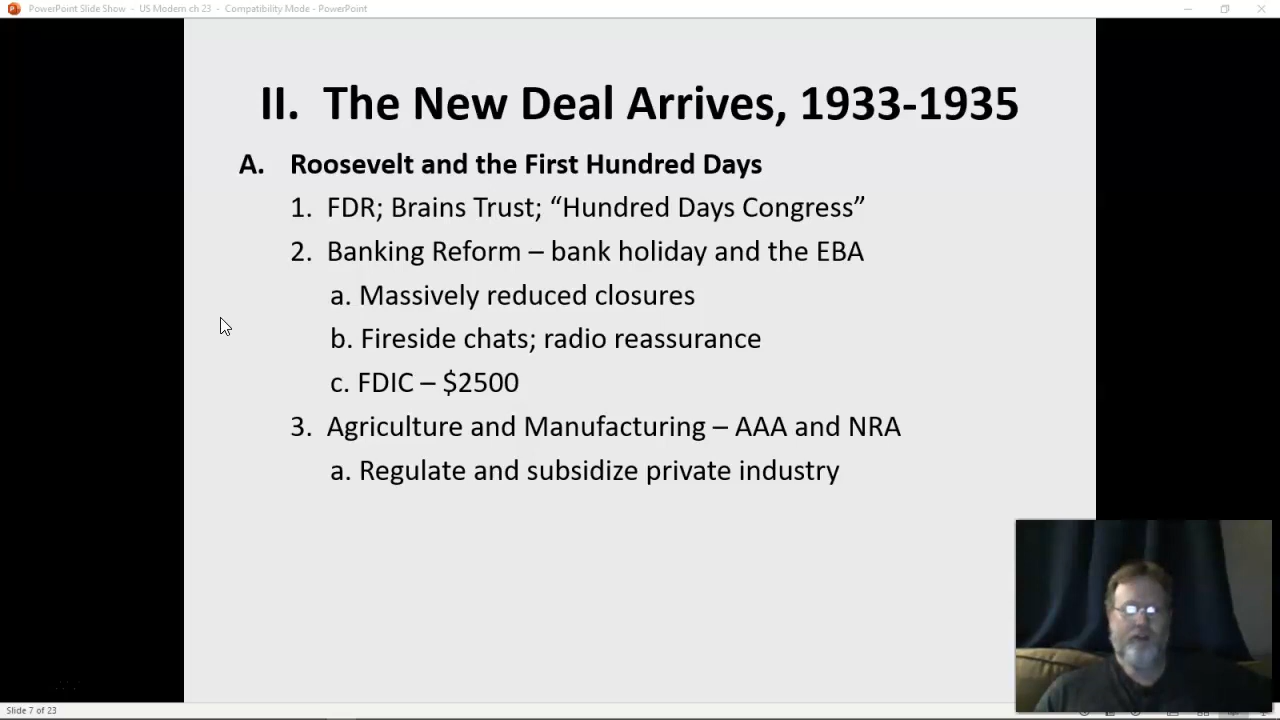 PowerPoint Slide Show - US Modern ch 23 - Compatibility Mode - PowerPoint
II. The New Deal Arrives, 1933-1935
A. Roosevelt and the First Hundred Days
1. FDR; Brains Trust; “Hundred Days Congress”
2. Banking Reform – bank holiday and the EBA
a. Massively reduced closures
b. Fireside chats; radio reassurance
c. FDIC – $2500
3. Agriculture and Manufacturing – AAA and NRA
a. Regulate and subsidize private industry
Slide 7 of 23